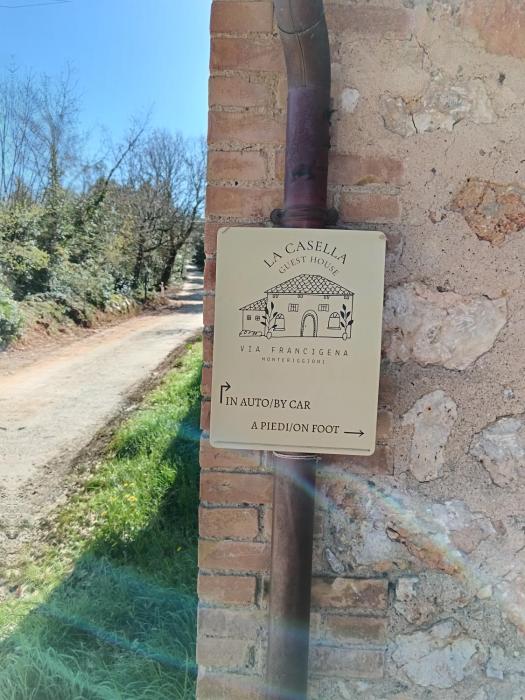 LA CASELLA
GUEST HOUSE
VIA FRANCIGENA
MONTERIGGIONI
IN AUTO/BY CAR
A PIEDI/ON FOOT